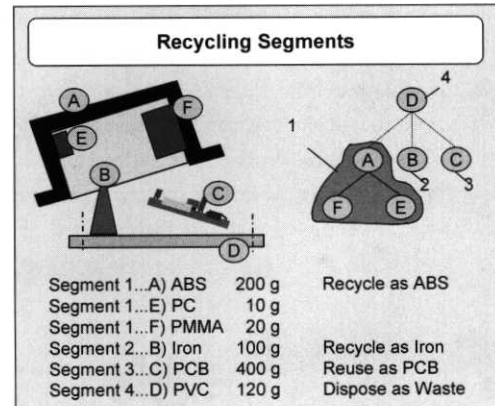 Recycling Segments
A
E
F
B
C
D
4
D
1
A
B
C
2
3
F
E
Segment 1...A) ABS 200 g Recycle as ABS
Segment 1...E) PC 10 g
Segment 1...F) PMMA 20 g
Segment 2...B) Iron 100 g Recycle as Iron
Segment 3...C) PCB 400 g Reuse as PCB
Segment 4...D) PVC 120 g Dispose as Waste